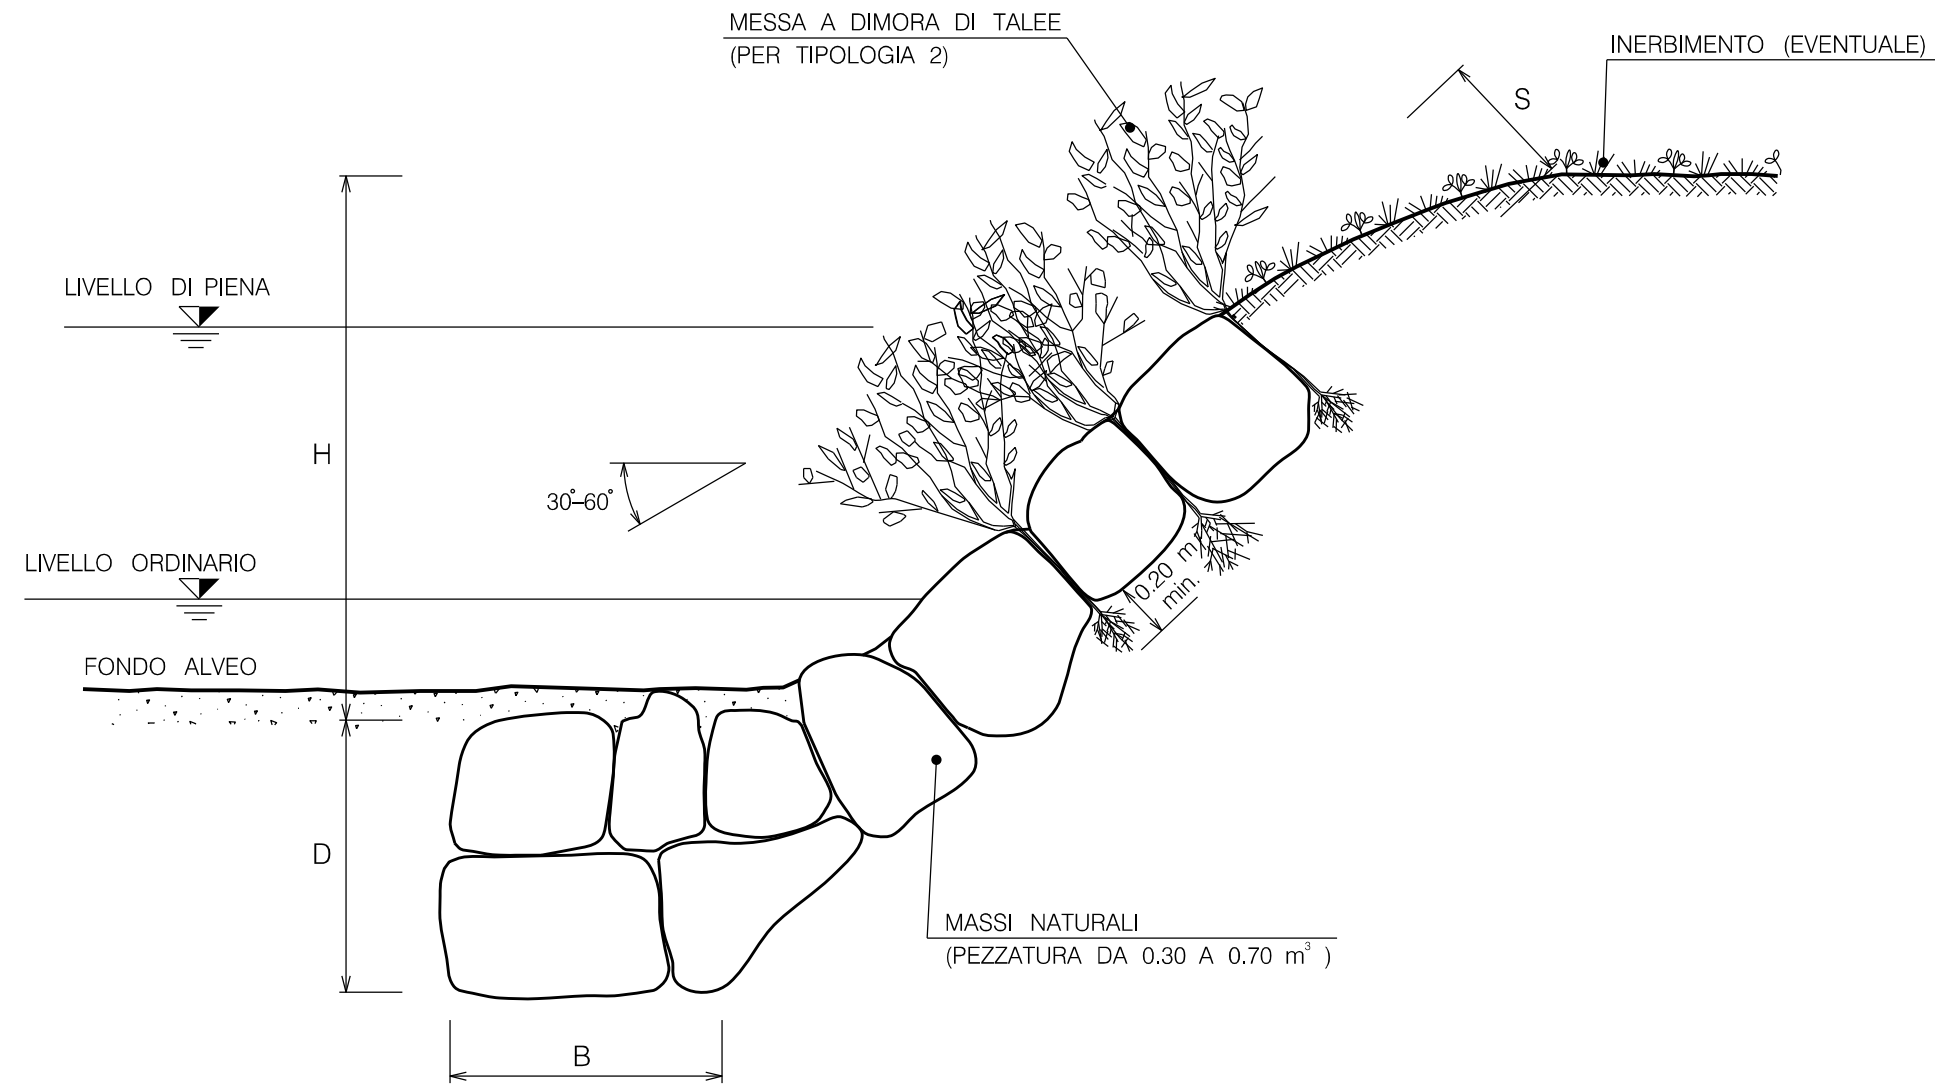 MESSA A DIMORA DI TALEE
(PER TIPOLOGIA 2)
INERBIMENTO (EVENTUALE)
S
LIVELLO DI PIENA
H
30°-60°
LIVELLO ORDINARIO
0.20 m
min.
FONDO ALVEO
D
MASSI NATURALI
(PEZZATURA DA 0.30 A 0.70 m³ )
B